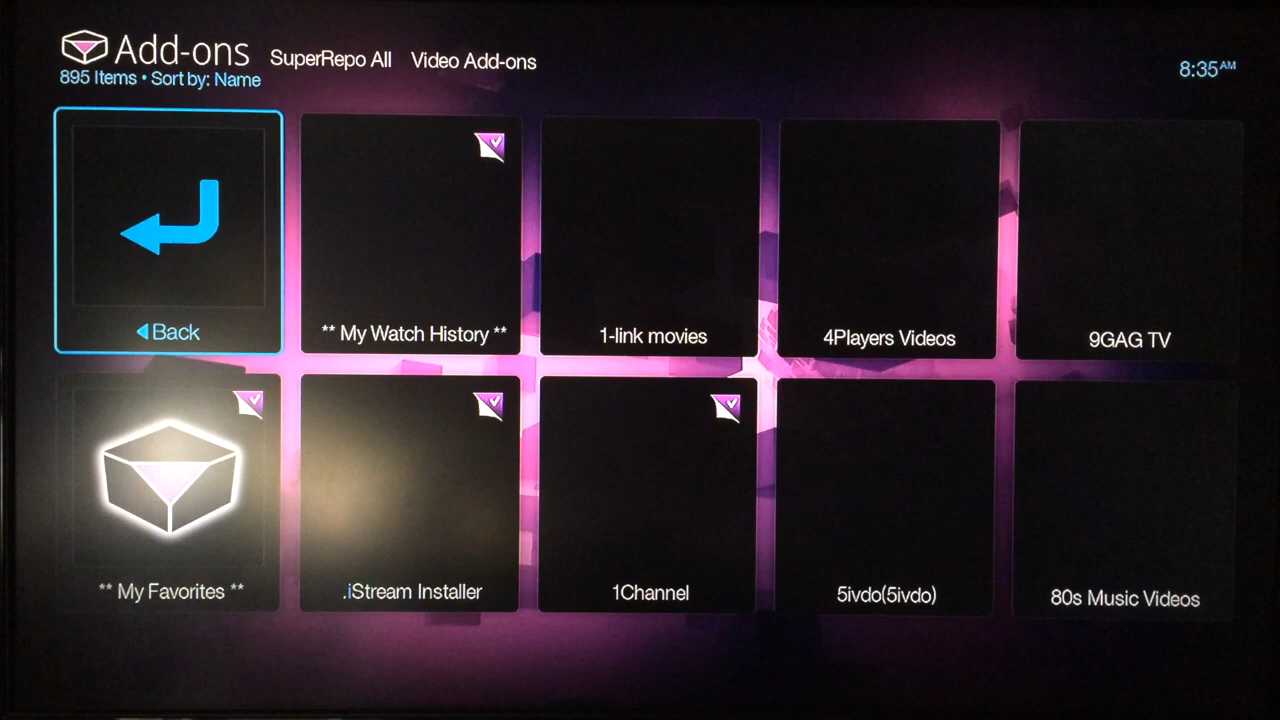 Add-ons SuperRepo All Video Add-ons
895 Items • Sort by: Name
8:35AM
Back
** My Watch History **
1-link movies
4Players Videos
9GAG TV
** My Favorites **
.iStream Installer
1Channel
5ivdo(5ivdo)
80s Music Videos